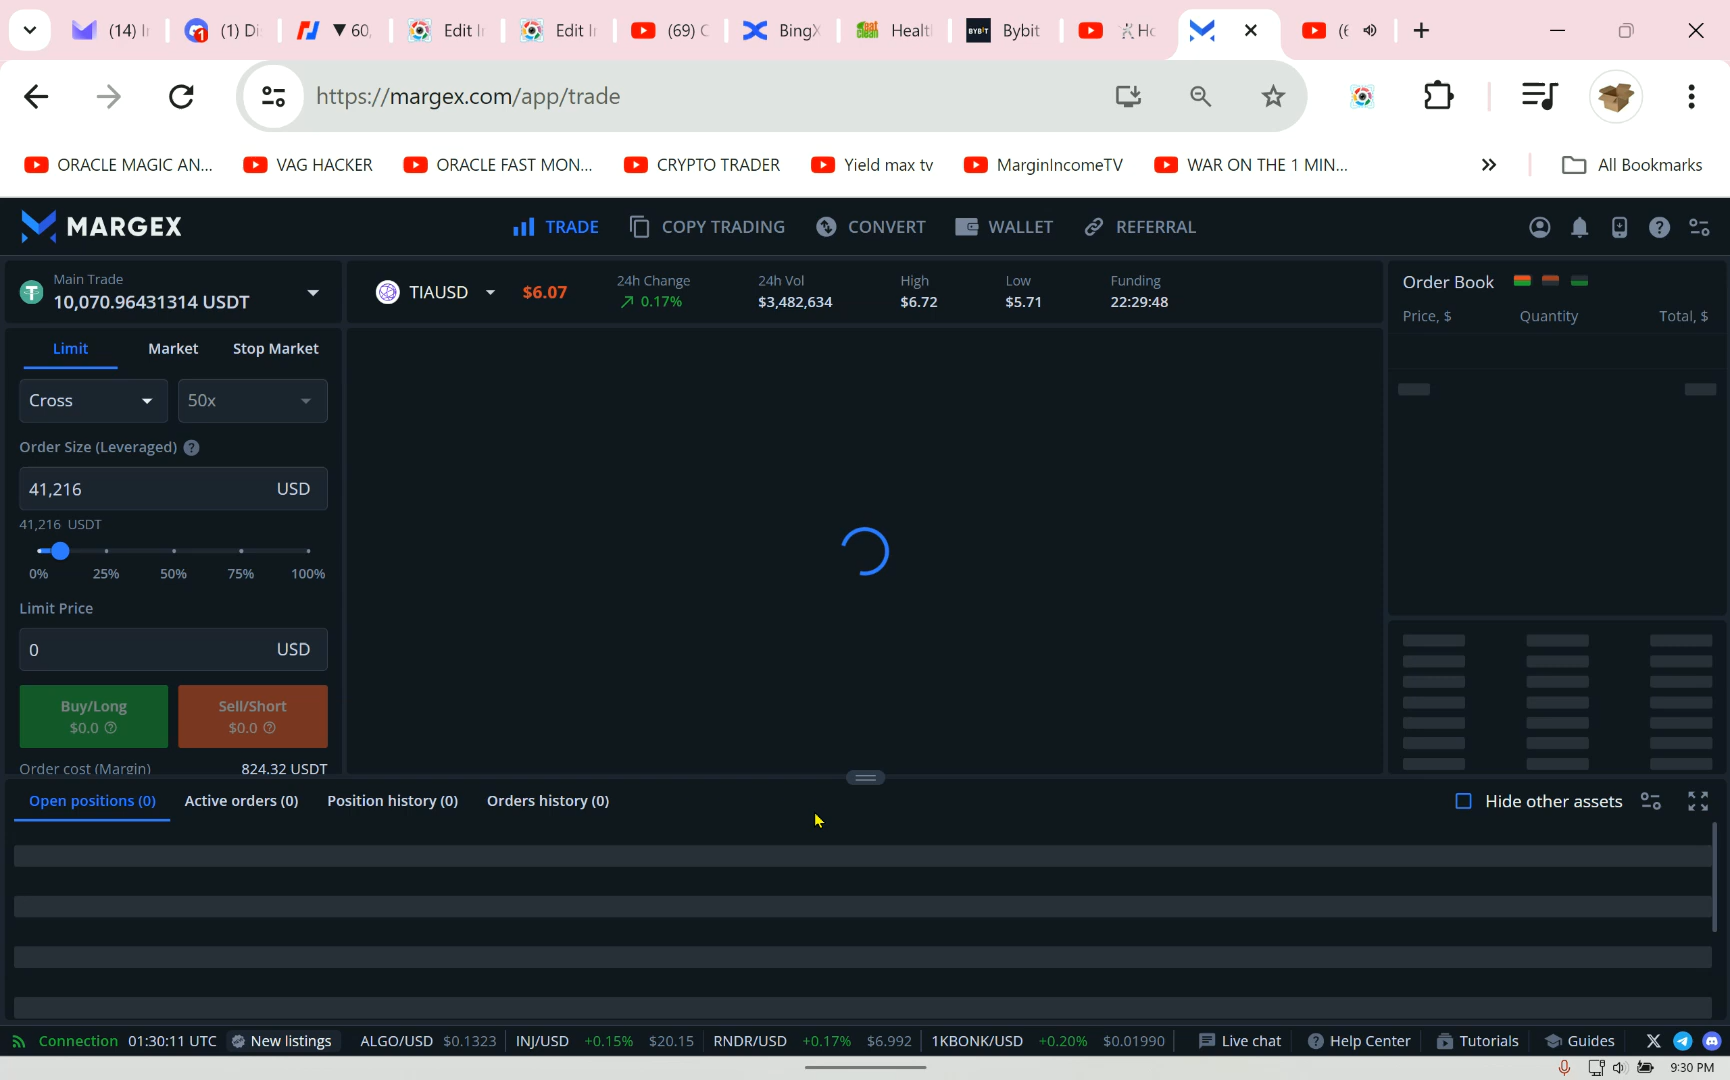 (14) I
(1) Di
▼ 60,
Edit In
Edit In
(69) C
BingX
Healt
BYBIT
Bybit
Ho
(6
https://margex.com/app/trade
ORACLE MAGIC AN...
VAG HACKER
ORACLE FAST MON...
CRYPTO TRADER
Yield max tv
MarginIncomeTV
WAR ON THE 1 MIN...
All Bookmarks
MARGEX
TRADE
COPY TRADING
CONVERT
WALLET
REFERRAL
Main Trade
10,070.96431314 USDT
TIAUSD
$6.07
24h Change
↗ 0.17%
24h Vol
$3,482,634
High
$6.72
Low
$5.71
Funding
22:29:48
Order Book
Price, $ Quantity Total, $
Limit Market Stop Market
Cross
50x
Order Size (Leveraged) ?
41,216 USD
41,216 USDT
0% 25% 50% 75% 100%
Limit Price
0 USD
Buy/Long
$0.0
Sell/Short
$0.0
Order cost (Margin) 824.32 USDT
Open positions (0) Active orders (0) Position history (0) Orders history (0)
Hide other assets
Connection 01:30:11 UTC New listings ALGO/USD $0.1323 INJ/USD +0.15% $20.15 RNDR/USD +0.17% $6.992 1KBONK/USD +0.20% $0.01990 Live chat Help Center Tutorials Guides
9:30 PM